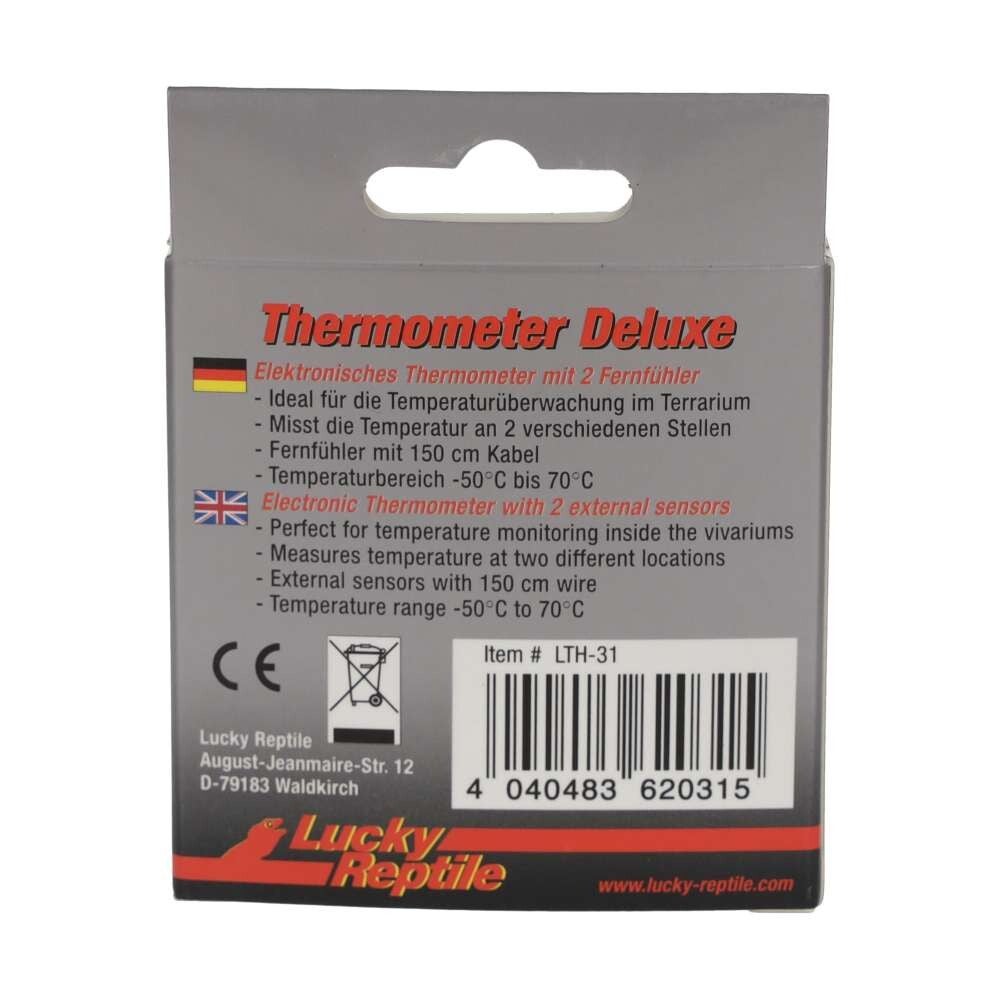 Thermometer Deluxe
Elektronisches Thermometer mit 2 Fernfühler
- Ideal für die Temperaturüberwachung im Terrarium
- Misst die Temperatur an 2 verschiedenen Stellen
- Fernfühler mit 150 cm Kabel
- Temperaturbereich -50°C bis 70°C
Electronic Thermometer with 2 external sensors
- Perfect for temperature monitoring inside the vivariums
- Measures temperature at two different locations
- External sensors with 150 cm wire
- Temperature range -50°C to 70°C
CE
Item # LTH-31
4 040483 620315
Lucky Reptile
August-Jeanmaire-Str. 12
D-79183 Waldkirch
Lucky
Reptile
www.lucky-reptile.com